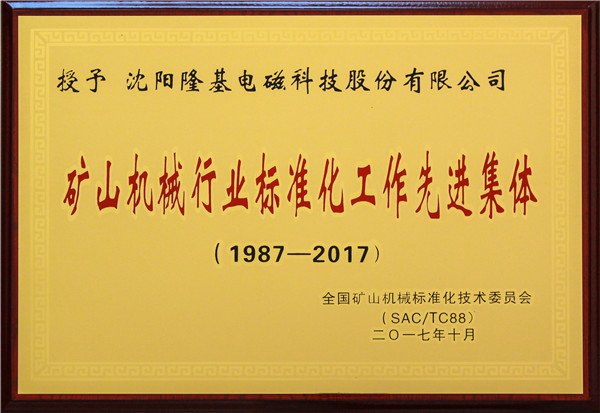 授予 沈阳隆基电磁科技股份有限公司
矿山机械行业标准化工作先进集体
（1987—2017）
全国矿山机械标准化技术委员会
（SAC/TC88）
二〇一七年十月